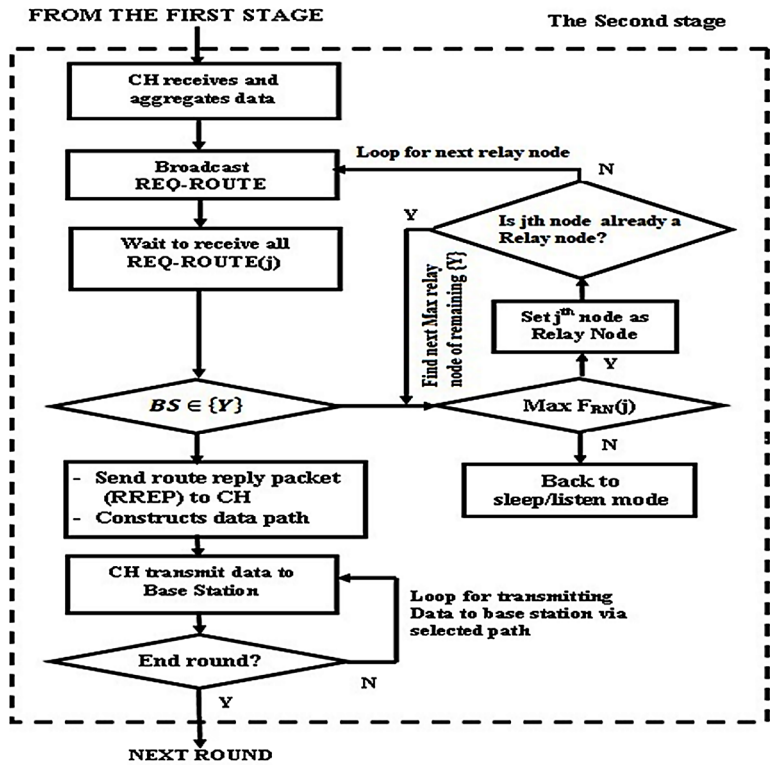 FROM THE FIRST STAGE
The Second stage
CH receives and
aggregates data
Broadcast
REQ-ROUTE
Loop for next relay node
N
Wait to receive all
REQ-ROUTE(j)
Y
Is jth node already a
Relay node?
Find next Max relay
node of remaining {Y}
Set jth node as
Relay Node
Y
BS ∈ {Y}
Max FRN(j)
N
- Send route reply packet
(RREP) to CH
- Constructs data path
Back to
sleep/listen mode
CH transmit data to
Base Station
Loop for transmitting
Data to base station via
selected path
End round?
N
Y
NEXT ROUND